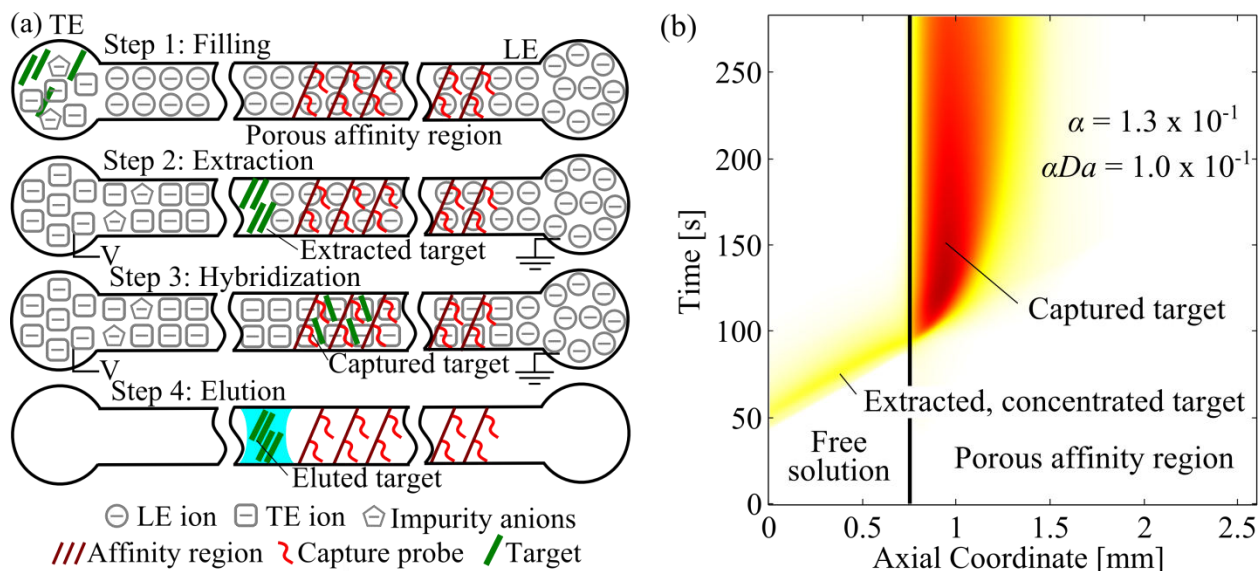 (a)
TE
Step 1: Filling
LE
Porous affinity region
Step 2: Extraction
V
Extracted target
Step 3: Hybridization
V
Captured target
Step 4: Elution
Eluted target
LE ion
TE ion
Impurity anions
Affinity region
Capture probe
Target
(b)
250
200
150
100
50
0
Time [s]
α = 1.3 x 10⁻¹
αDa = 1.0 x 10⁻¹
Captured target
Extracted, concentrated target
Free
solution
Porous affinity region
0
0.5
1
1.5
2
2.5
Axial Coordinate [mm]